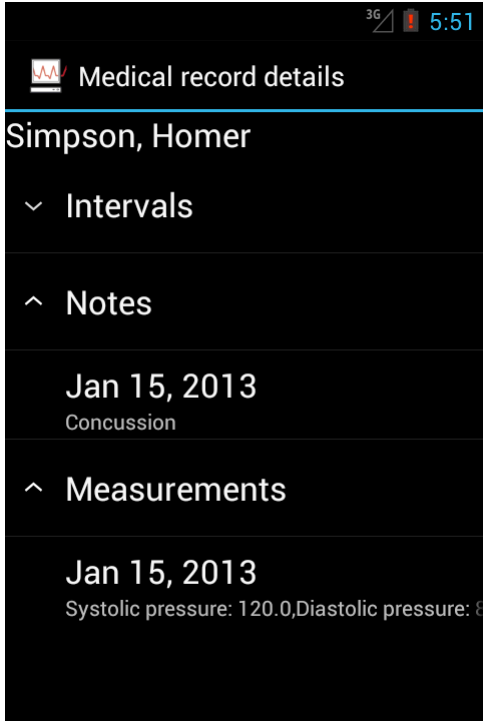 3G 5:51
Medical record details
Simpson, Homer
Intervals
Notes
Jan 15, 2013
Concussion
Measurements
Jan 15, 2013
Systolic pressure: 120.0,Diastolic pressure: